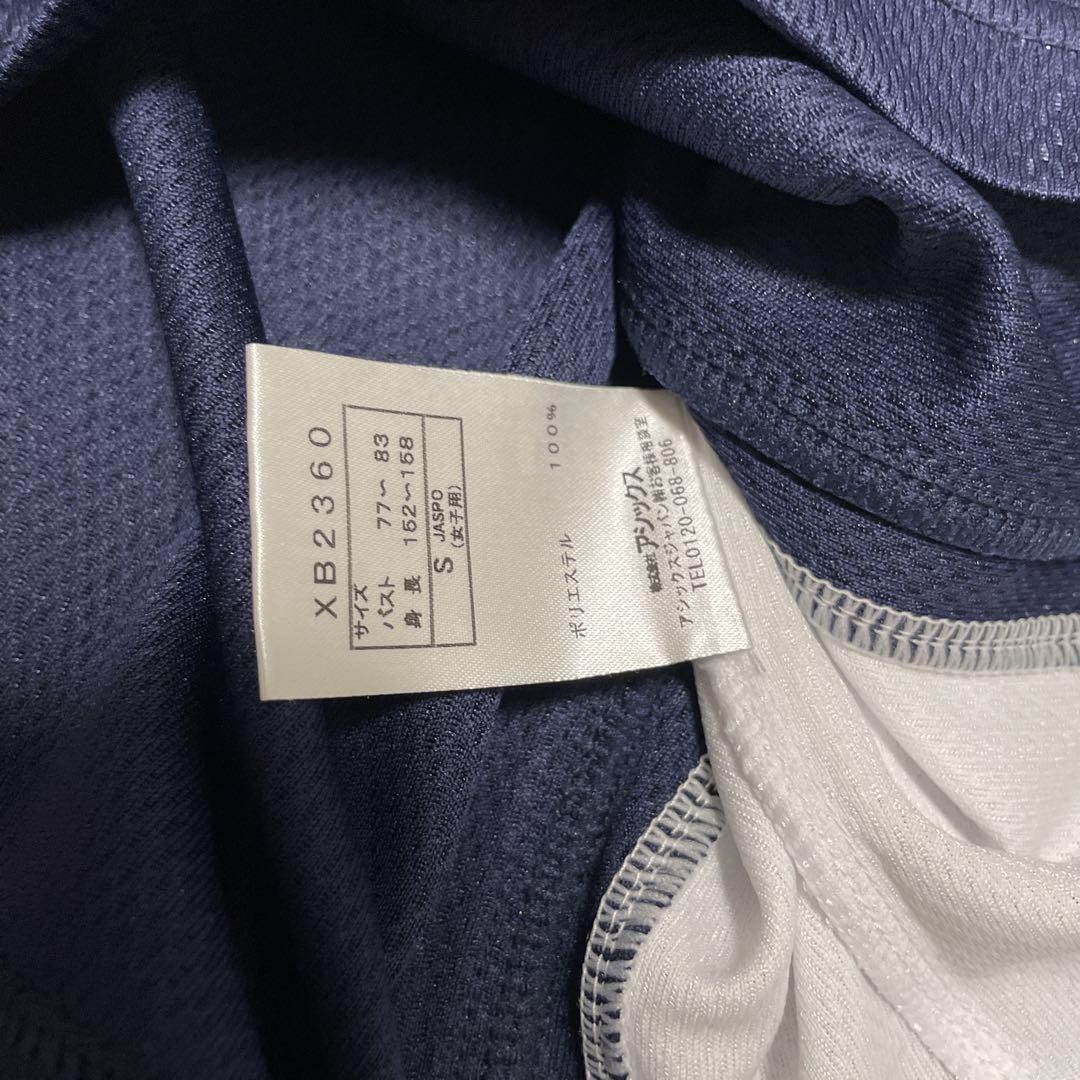 XB2360
サイズ
バスト 77〜83
身長 152〜158
S JASPO
(女子用)
ポリエステル 100%
株式会社アシックス
アシックスジャパン㈱お客様相談室
TEL0120-068-806